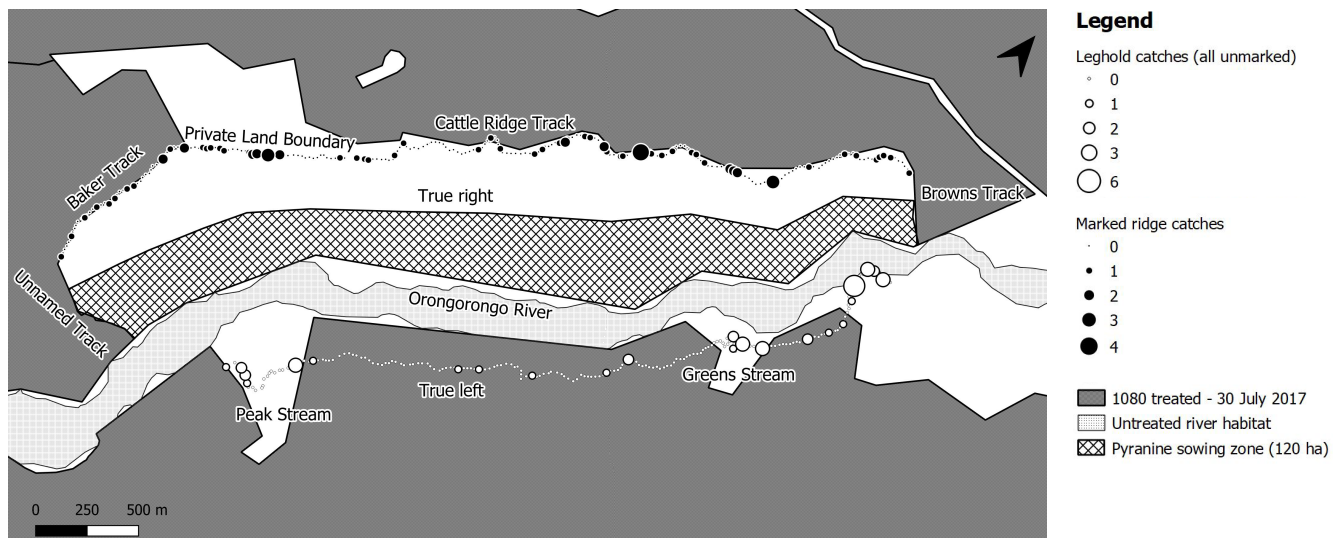 Private Land Boundary
Cattle Ridge Track
Baker Track
True right
Browns Track
Unnamed Track
Orongorongo River
True left
Greens Stream
Peak Stream
0 250 500 m
Legend
Leghold catches (all unmarked)
0
1
2
3
6
Marked ridge catches
0
1
2
3
4
1080 treated - 30 July 2017
Untreated river habitat
Pyranine sowing zone (120 ha)